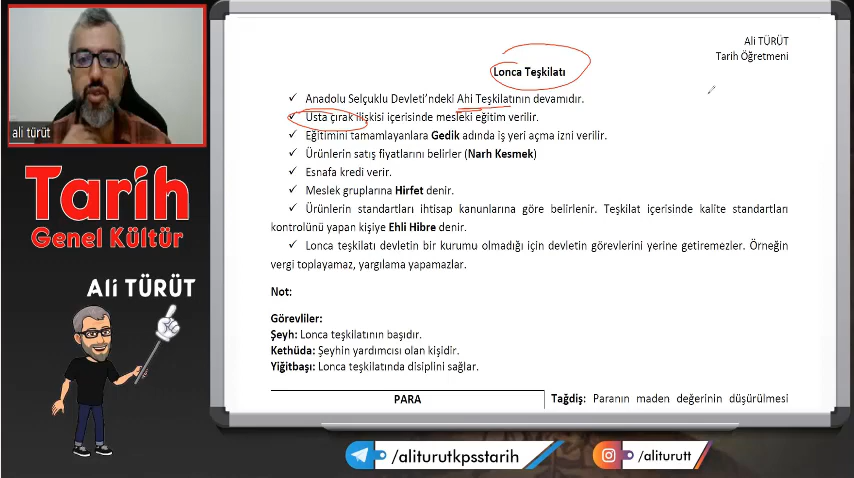 ali türüt
Tarih
Genel Kültür
Ali TÜRÜT
Ali TÜRÜT
Tarih Öğretmeni
Lonca Teşkilatı
✓ Anadolu Selçuklu Devleti'ndeki Ahi Teşkilatının devamıdır.
✓ Usta çırak ilişkisi içerisinde mesleki eğitim verilir.
✓ Eğitimini tamamlayanlara Gedik adında iş yeri açma izni verilir.
✓ Ürünlerin satış fiyatlarını belirler (Narh Kesmek)
✓ Esnafa kredi verir.
✓ Meslek gruplarına Hirfet denir.
✓ Ürünlerin standartları ihtisap kanunlarına göre belirlenir. Teşkilat içerisinde kalite standartları
kontrolünü yapan kişiye Ehli Hibre denir.
✓ Lonca teşkilatı devletin bir kurumu olmadığı için devletin görevlerini yerine getiremezler. Örneğin
vergi toplayamaz, yargılama yapamazlar.
Not:
Görevliler:
Şeyh: Lonca teşkilatının başıdır.
Kethüda: Şeyhin yardımcısı olan kişidir.
Yiğitbaşı: Lonca teşkilatında disiplini sağlar.
PARA
Tağdiş: Paranın maden değerinin düşürülmesi
/aliturutkpsstarih
/aliturutt